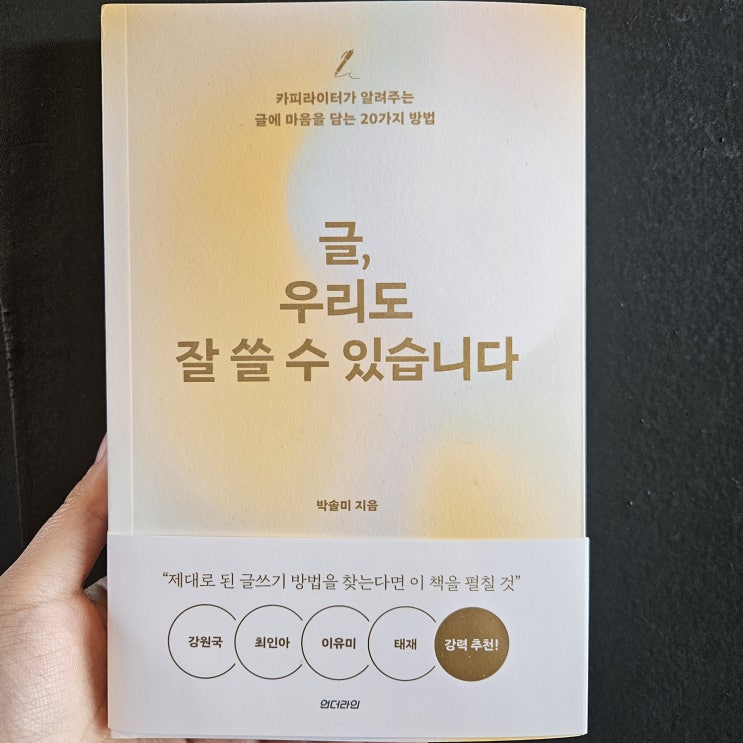 카피라이터가 알려주는
글에 마음을 담는 20가지 방법
글,
우리도
잘 쓸 수 있습니다
박솔미 지음
“제대로 된 글쓰기 방법을 찾는다면 이 책을 펼칠 것”
강원국 최인아 이유미 태재 강력 추천!
언더라인